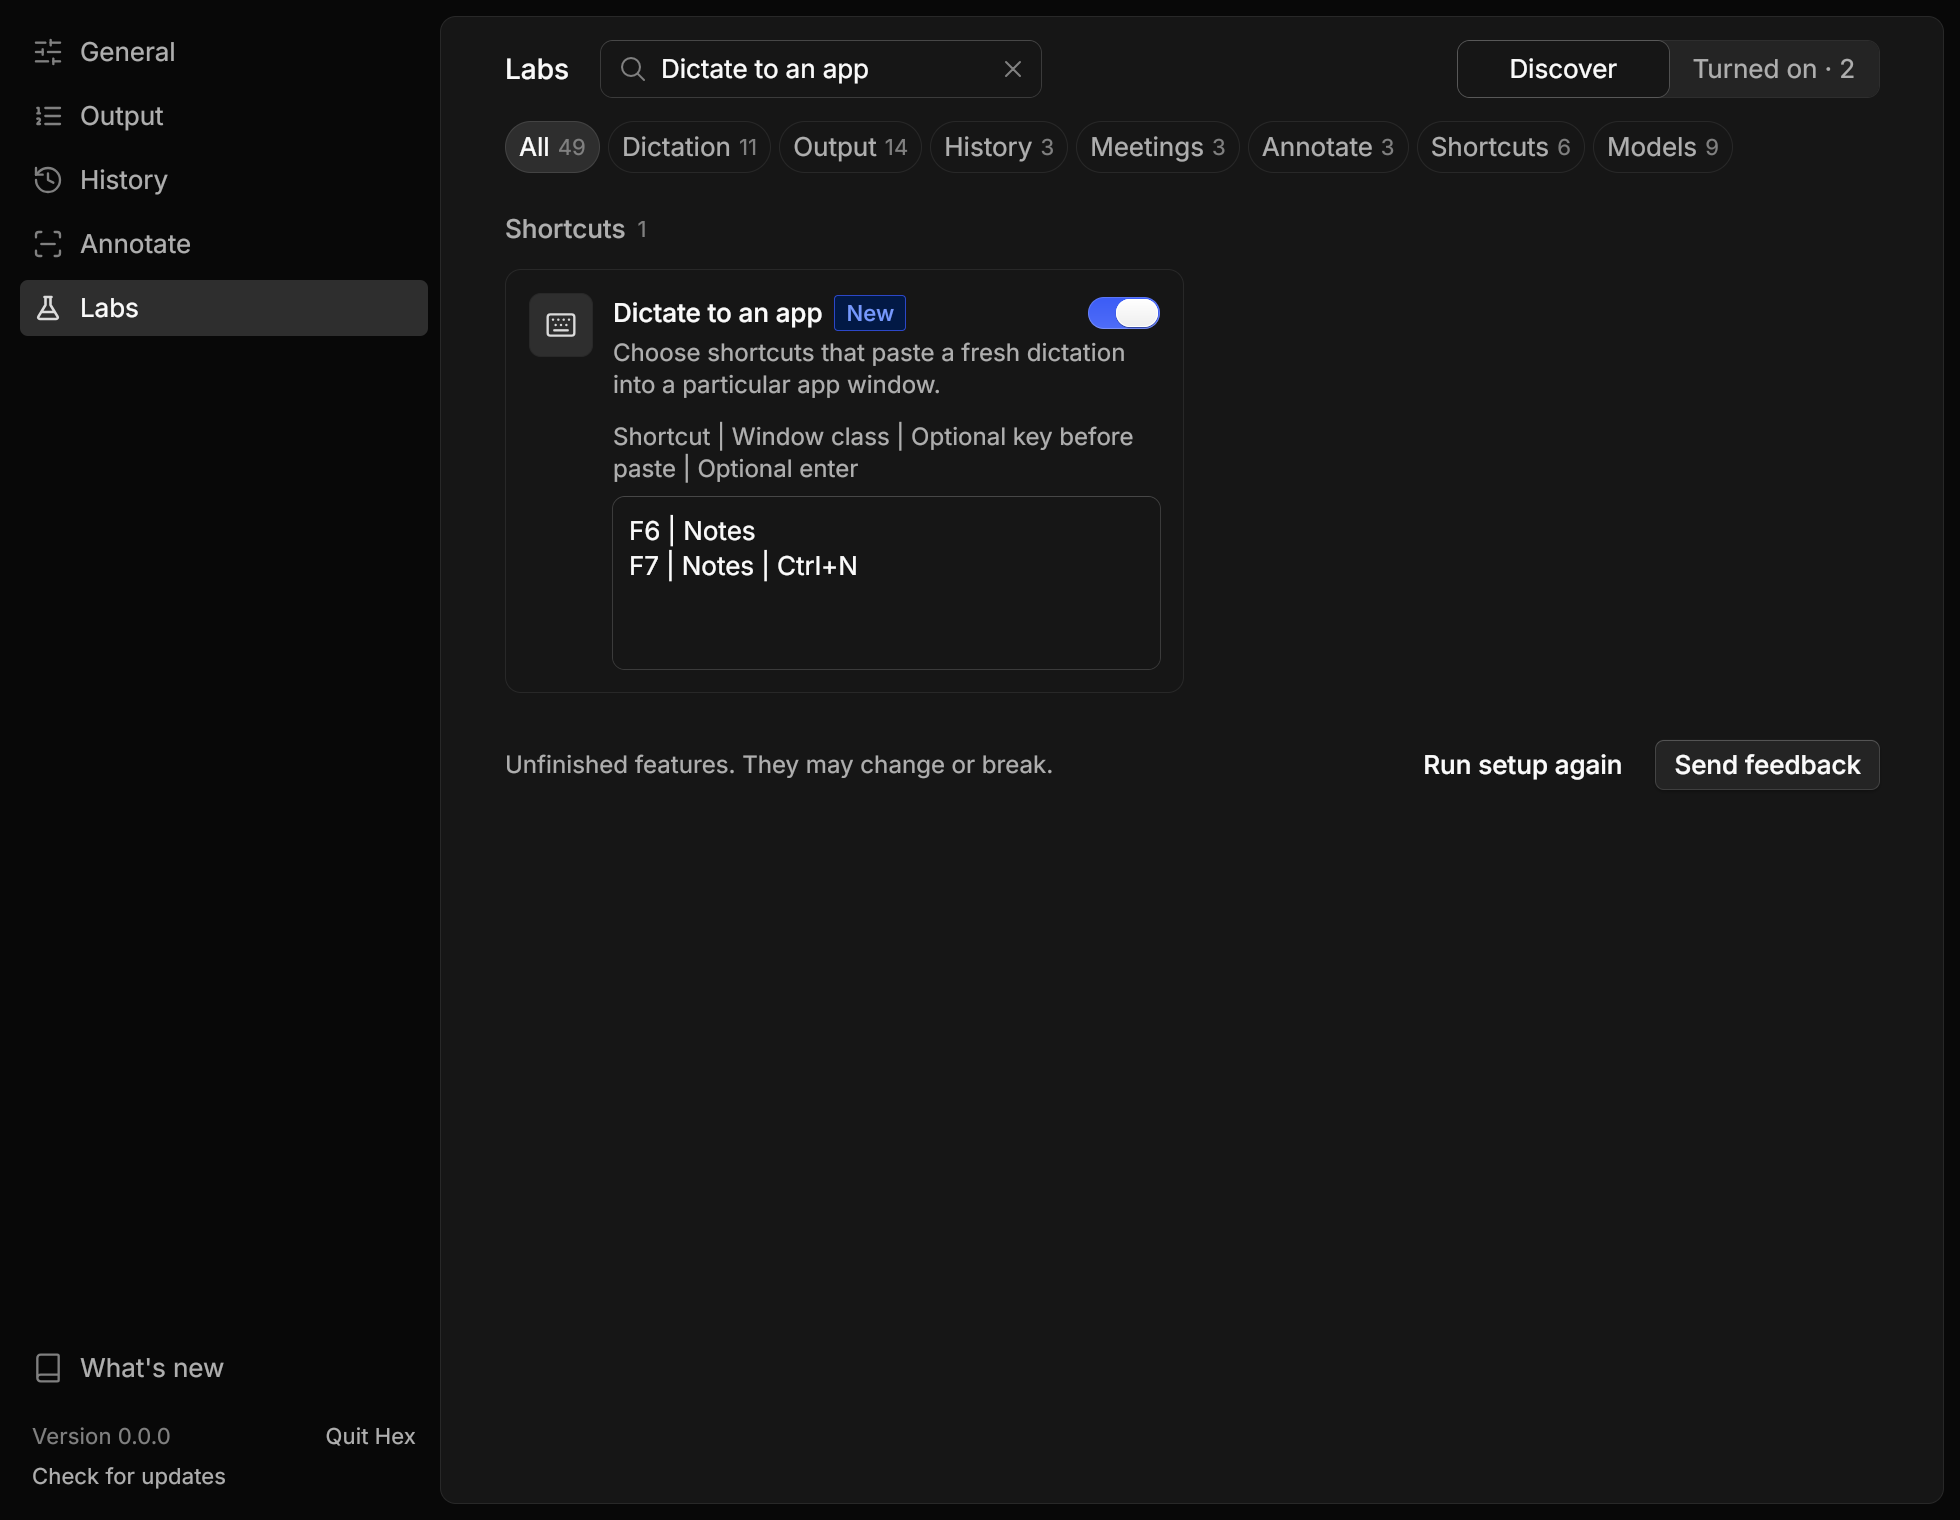 General
Output
History
Annotate
Labs
What's new
Version 0.0.0
Quit Hex
Check for updates
Labs
Dictate to an app
Discover
Turned on · 2
All 49
Dictation 11
Output 14
History 3
Meetings 3
Annotate 3
Shortcuts 6
Models 9
Shortcuts 1
Dictate to an app New
Choose shortcuts that paste a fresh dictation
into a particular app window.
Shortcut | Window class | Optional key before
paste | Optional enter
F6 | Notes
F7 | Notes | Ctrl+N
Unfinished features. They may change or break.
Run setup again
Send feedback